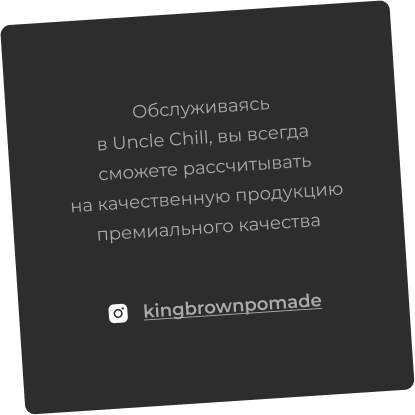 Обслуживаясь
в Uncle Chill, вы всегда
сможете рассчитывать
на качественную продукцию
премиального качества
kingbrownpomade